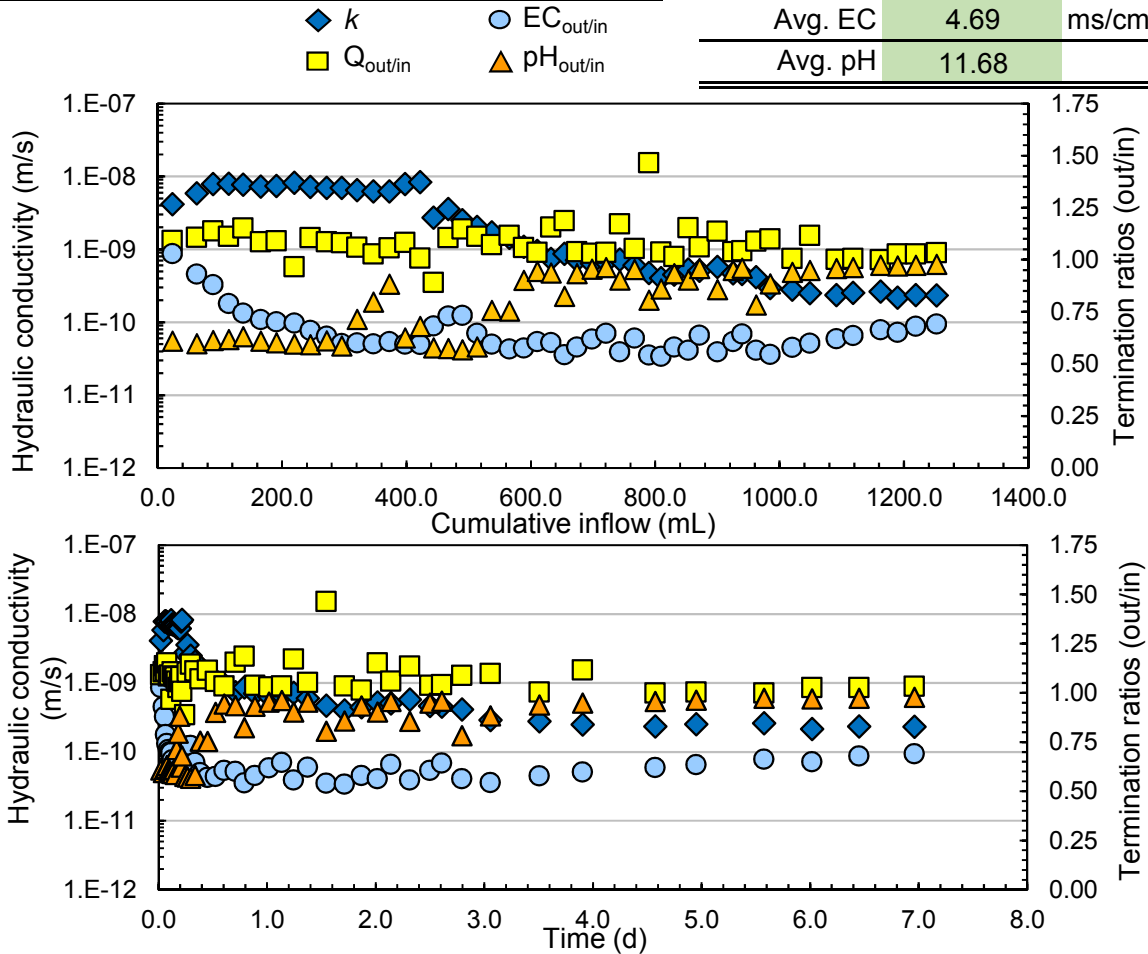 k
ECout/in
Qout/in
pHout/in
Avg. EC 4.69 ms/cm
Avg. pH 11.68
Hydraulic conductivity (m/s)
1.E-07
1.E-08
1.E-09
1.E-10
1.E-11
1.E-12
1.75
1.50
1.25
1.00
0.75
0.50
0.25
0.00
Termination ratios (out/in)
0.0 200.0 400.0 600.0 800.0 1000.0 1200.0 1400.0
Cumulative inflow (mL)
Hydraulic conductivity
(m/s)
1.E-07
1.E-08
1.E-09
1.E-10
1.E-11
1.E-12
1.75
1.50
1.25
1.00
0.75
0.50
0.25
0.00
Termination ratios (out/in)
0.0 1.0 2.0 3.0 4.0 5.0 6.0 7.0 8.0
Time (d)